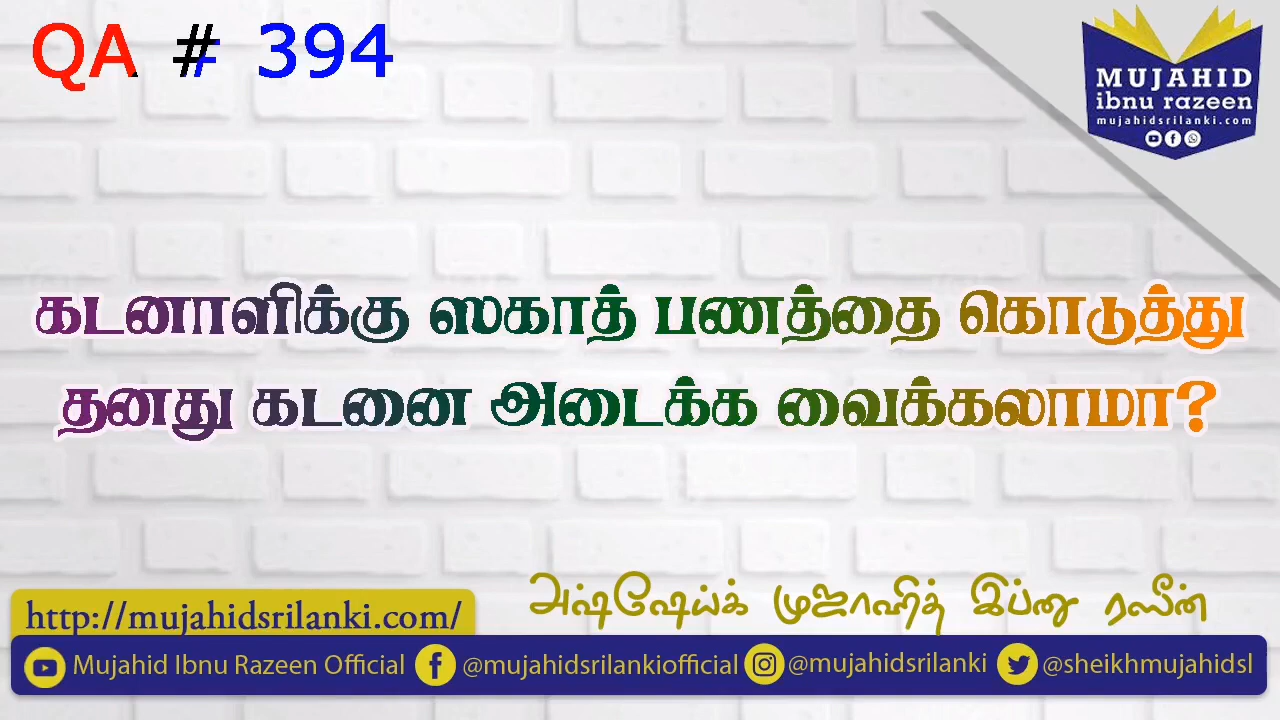 QA # 394
MUJAHID
ibnu razeen
mujahidsrilanki.com
கடனாளிக்கு ஸகாத் பணத்தை கொடுத்து
தனது கடனை அடைக்க வைக்கலாமா?
அஷ்ஷேய்க் முஜாஹித் இப்னு ரஸீன்
http://mujahidsrilanki.com/
Mujahid Ibnu Razeen Official @mujahidsrilankiofficial @mujahidsrilanki @sheikhmujahidsl